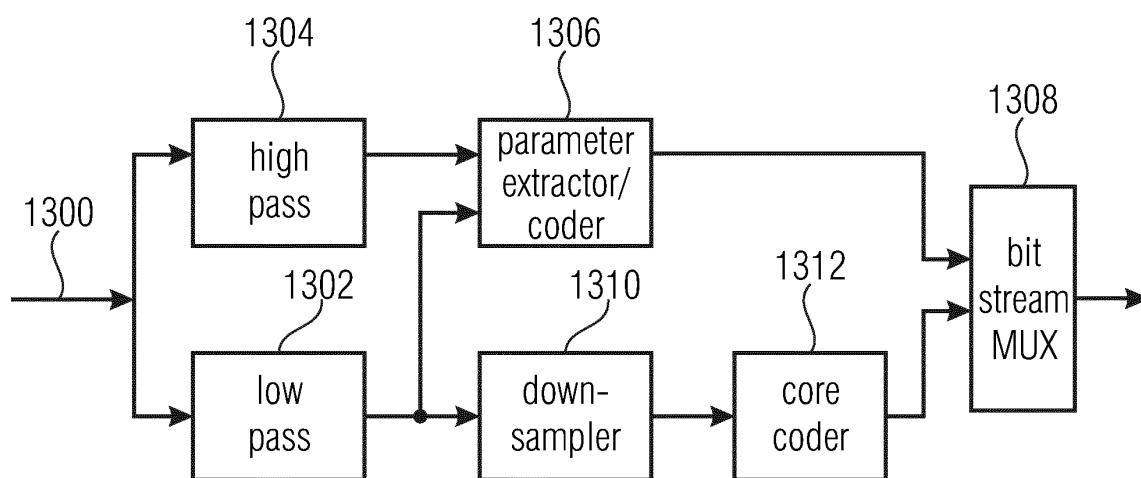 1304
1306
1308
high
pass
parameter
extractor/
coder
1300
1302
1310
1312
bit
stream
MUX
low
pass
down-
sampler
core
coder